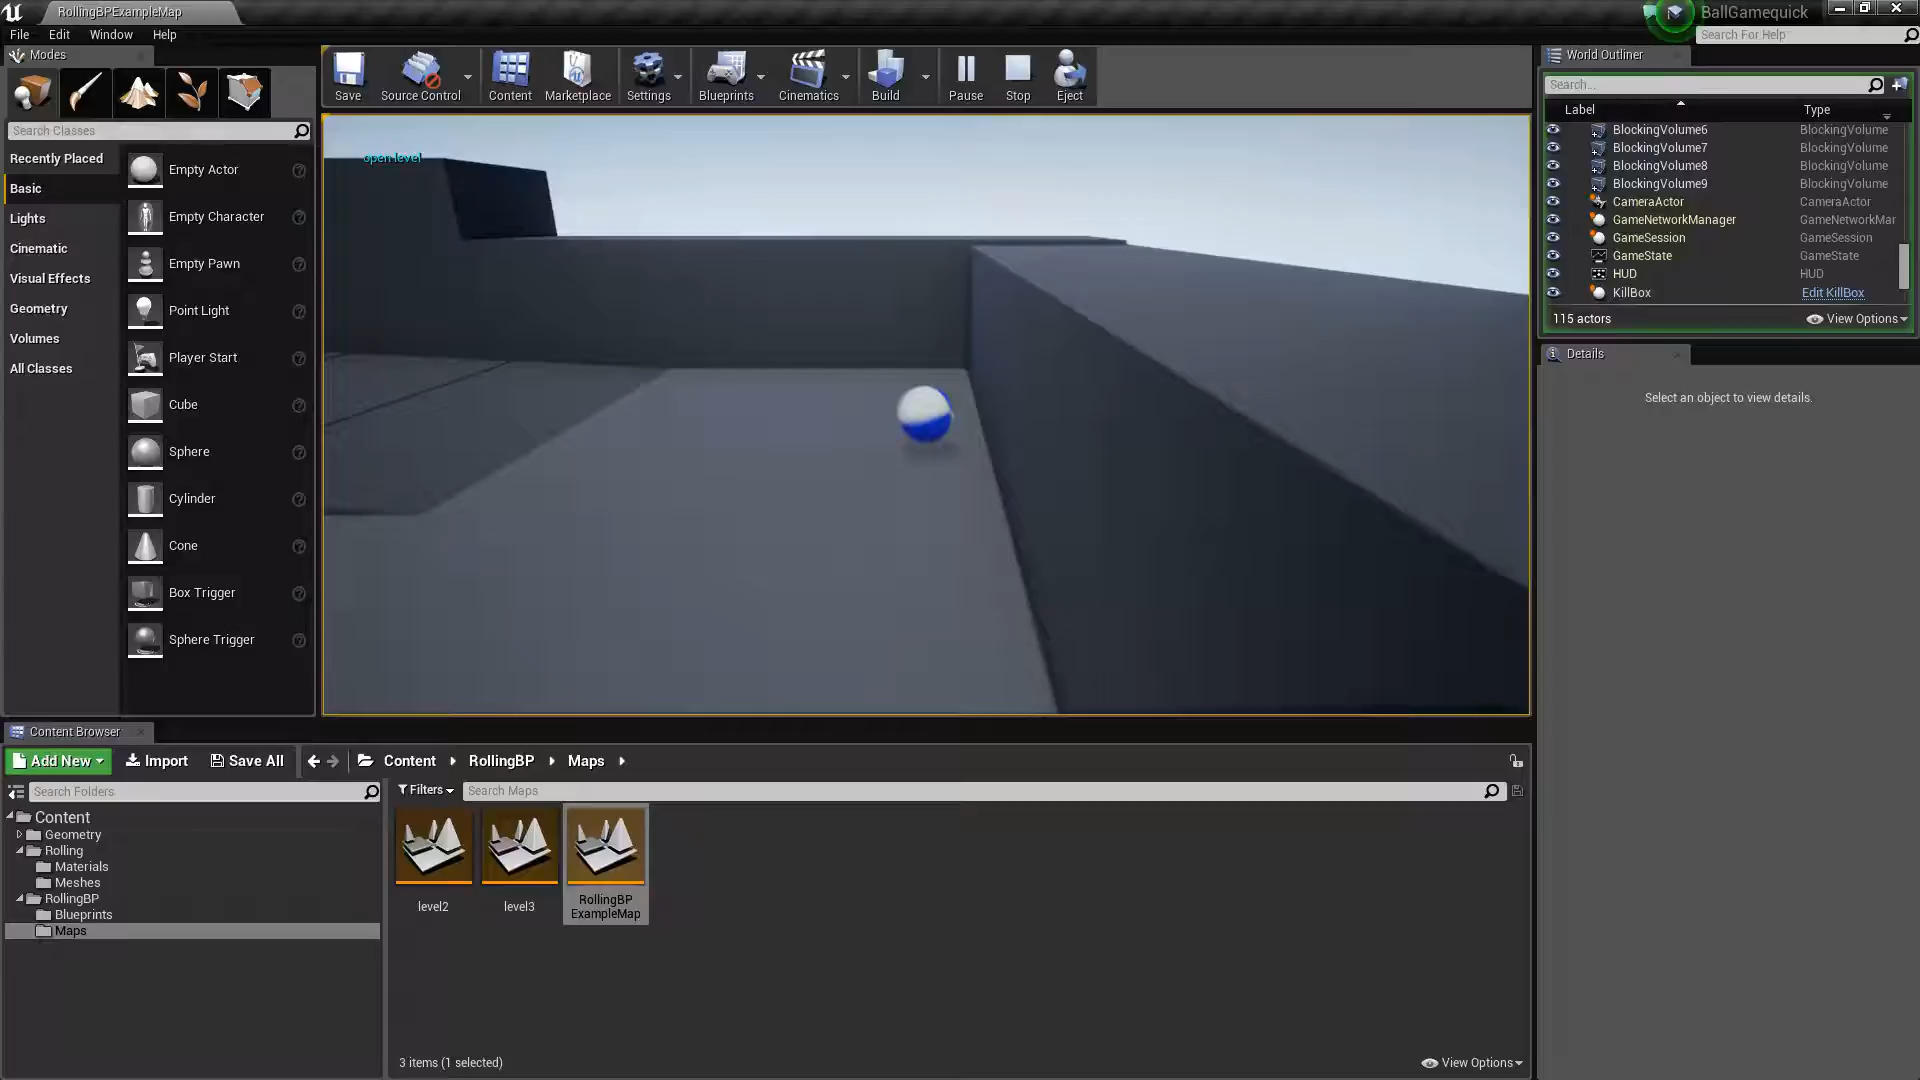 RollingBPExampleMap
BallGamequick
File Edit Window Help
Search For Help
Modes
Search Classes
Recently Placed
Basic
Lights
Cinematic
Visual Effects
Geometry
Volumes
All Classes
Empty Actor
Empty Character
Empty Pawn
Point Light
Player Start
Cube
Sphere
Cylinder
Cone
Box Trigger
Sphere Trigger
Save Source Control Content Marketplace Settings Blueprints Cinematics Build Pause Stop Eject
open level
World Outliner
Search...
Label Type
BlockingVolume6 BlockingVolume
BlockingVolume7 BlockingVolume
BlockingVolume8 BlockingVolume
BlockingVolume9 BlockingVolume
CameraActor CameraActor
GameNetworkManager GameNetworkMar
GameSession GameSession
GameState GameState
HUD HUD
KillBox Edit KillBox
115 actors View Options
Details
Select an object to view details.
Content Browser
Add New Import Save All Content RollingBP Maps
Search Folders
Content
Geometry
Rolling
Materials
Meshes
RollingBP
Blueprints
Maps
Filters Search Maps
level2
level3
RollingBP
ExampleMap
3 items (1 selected) View Options